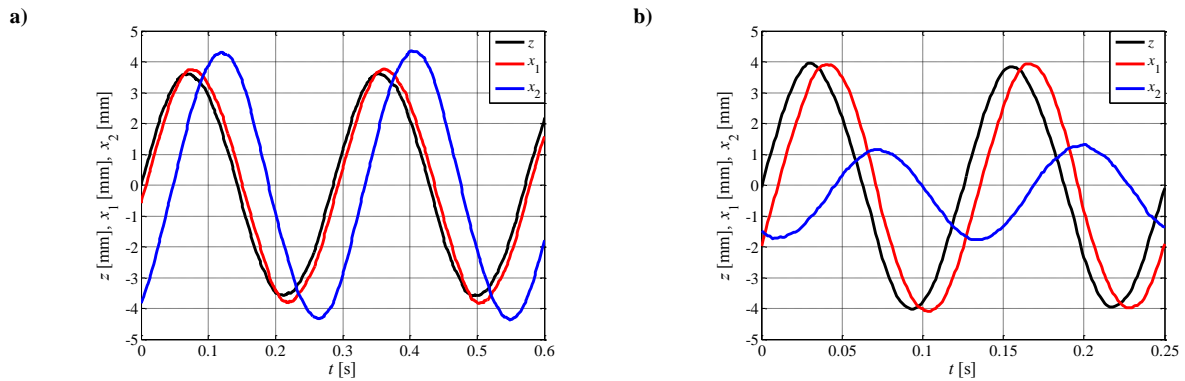 a)
5
4
3
2
1
0
-1
-2
-3
-4
-5
0
0.1
0.2
0.3
0.4
0.5
0.6
t [s]
z [mm], x₁ [mm], x₂ [mm]
z
x₁
x₂
b)
5
4
3
2
1
0
-1
-2
-3
-4
-5
0
0.05
0.1
0.15
0.2
0.25
t [s]
z [mm], x₁ [mm], x₂ [mm]
z
x₁
x₂